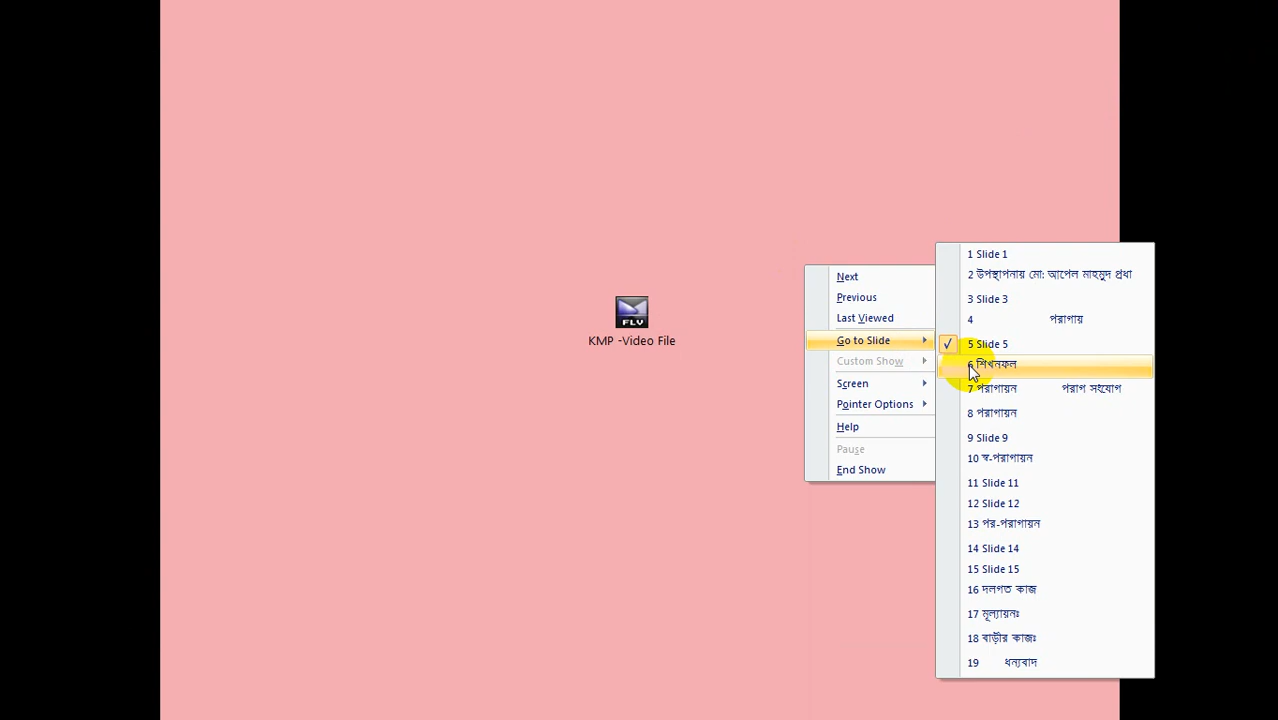 FLV
KMP -Video File
Next
Previous
Last Viewed
Go to Slide
Custom Show
Screen
Pointer Options
Help
Pause
End Show
1 Slide 1
2 উপস্থাপনায় মো: আপেল মাহমুদ প্রধা
3 Slide 3
4 পরাগায়
5 Slide 5
6 শিখনফল
7 পরাগায়ন পরাগ সংযোগ
8 পরাগায়ন
9 Slide 9
10 স্ব-পরাগায়ন
11 Slide 11
12 Slide 12
13 পর-পরাগায়ন
14 Slide 14
15 Slide 15
16 দলগত কাজ
17 মূল্যায়নঃ
18 বাড়ীর কাজঃ
19 ধন্যবাদ